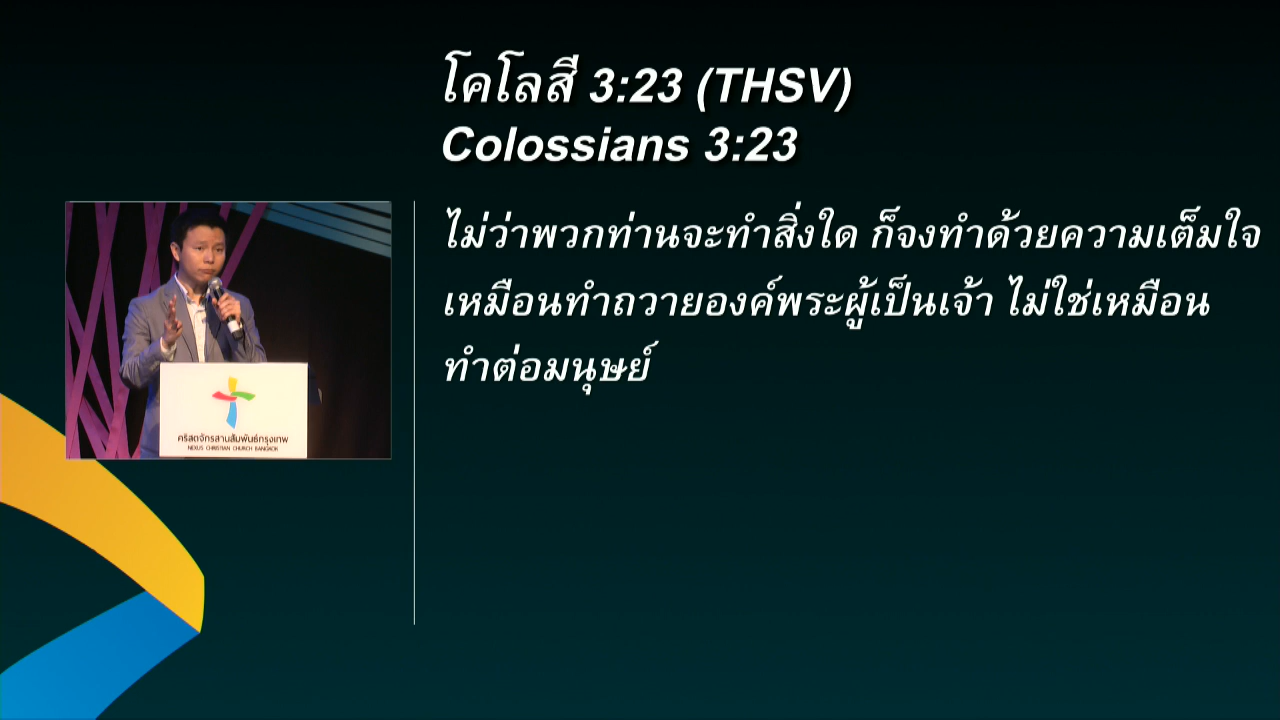 โคโลสี 3:23 (THSV)
Colossians 3:23
ไม่ว่าพวกท่านจะทำสิ่งใด ก็จงทำด้วยความเต็มใจ
เหมือนทำถวายองค์พระผู้เป็นเจ้า ไม่ใช่เหมือน
ทำต่อมนุษย์
คริสตจักรสานสัมพันธ์กรุงเทพ
NEXUS CHRISTIAN CHURCH BANGKOK